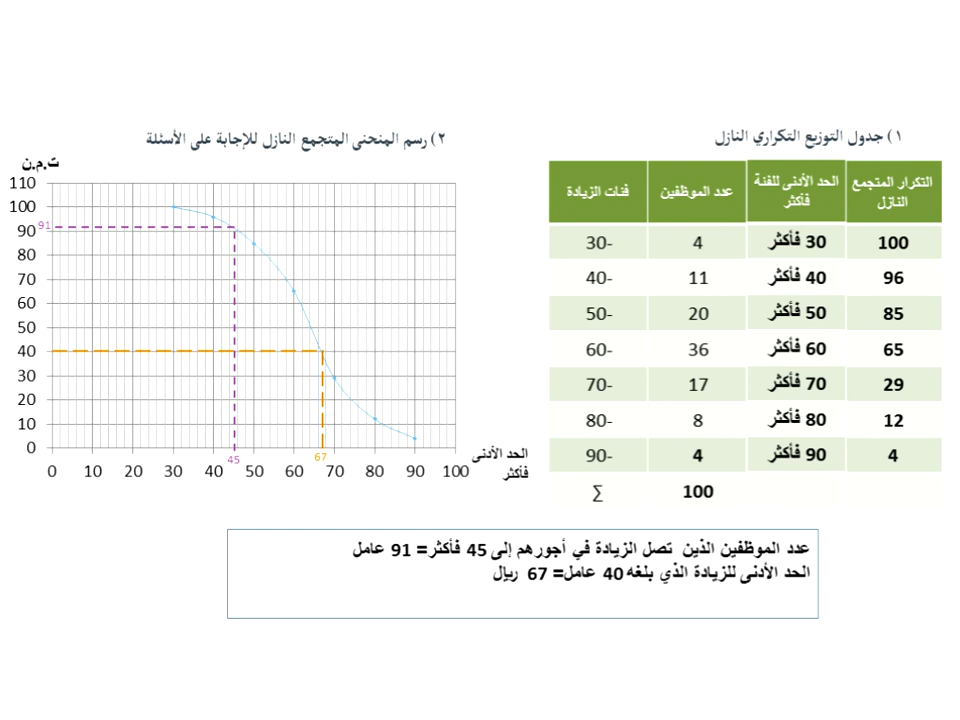 ١) جدول التوزيع التكراري النازل
فئات الزيادة | عدد الموظفين | الحد الأدنى للفئة فأكثر | التكرار المتجمع النازل
30- | 4 | 30 فأكثر | 100
40- | 11 | 40 فأكثر | 96
50- | 20 | 50 فأكثر | 85
60- | 36 | 60 فأكثر | 65
70- | 17 | 70 فأكثر | 29
80- | 8 | 80 فأكثر | 12
90- | 4 | 90 فأكثر | 4
∑ | 100
٢) رسم المنحنى المتجمع النازل للإجابة على الأسئلة
ت.م.ن
110
100
91
90
80
70
60
50
40
30
20
10
0
0 10 20 30 40 50 60 70 80 90 100
45
67
الحد الأدنى
فأكثر
عدد الموظفين الذين تصل الزيادة في أجورهم إلى 45 فأكثر= 91 عامل
الحد الأدنى للزيادة الذي بلغه 40 عامل= 67 ريال